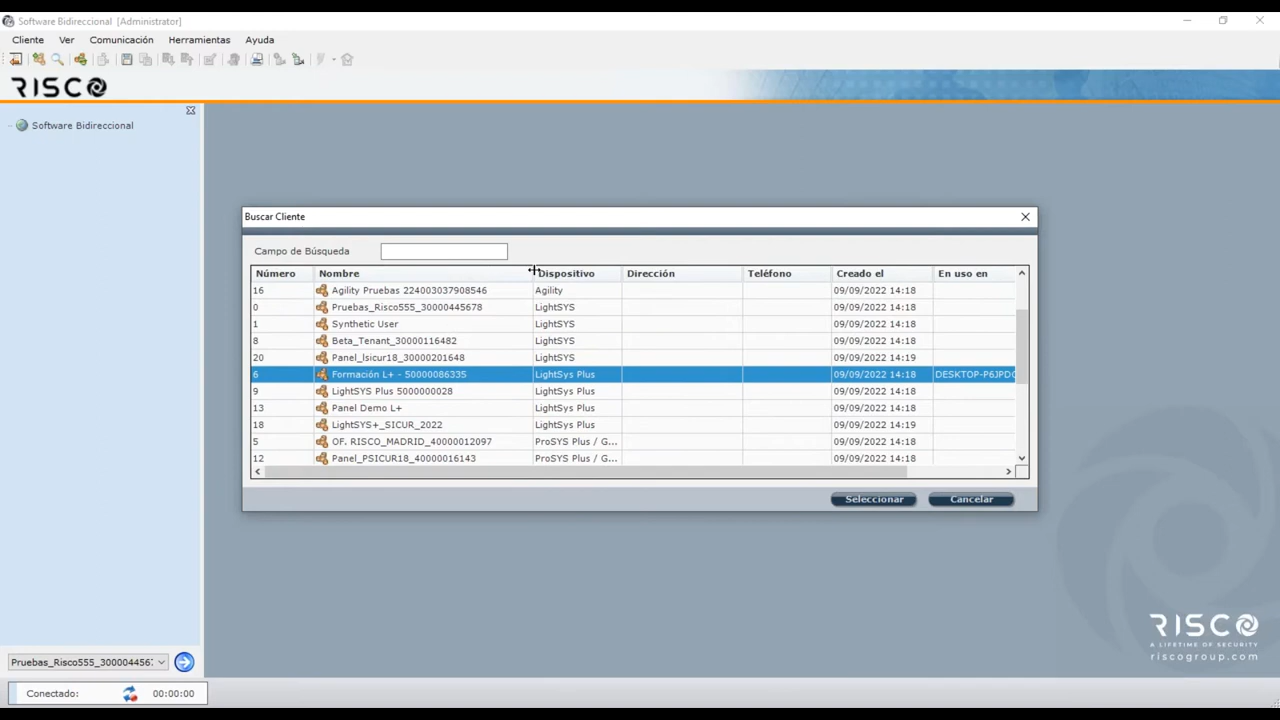 Software Bidireccional [Administrator]
Cliente Ver Comunicación Herramientas Ayuda
RISCO
Software Bidireccional
Buscar Cliente
Campo de Búsqueda
Número Nombre Dispositivo Dirección Teléfono Creado el En uso en
16 Agility Pruebas 224003037908546 Agility 09/09/2022 14:18
0 Pruebas_Risco555_30000445678 LightSYS 09/09/2022 14:18
1 Synthetic User LightSYS 09/09/2022 14:18
8 Beta_Tenant_30000116482 LightSYS 09/09/2022 14:18
20 Panel_lsicur18_30000201648 LightSYS 09/09/2022 14:19
6 Formación L+ - 50000086335 LightSys Plus 09/09/2022 14:18 DESKTOP-P6JPD
9 LightSYS Plus 5000000028 LightSys Plus 09/09/2022 14:18
13 Panel Demo L+ LightSys Plus 09/09/2022 14:18
18 LightSYS+_SICUR_2022 LightSys Plus 09/09/2022 14:19
5 OF. RISCO_MADRID_40000012097 ProSYS Plus / G... 09/09/2022 14:18
12 Panel_PSICUR18_40000016143 ProSYS Plus / G... 09/09/2022 14:18
Seleccionar Cancelar
RISCO
A LIFETIME OF SECURITY
riscogroup.com
Pruebas_Risco555_3000044567
Conectado: 00:00:00